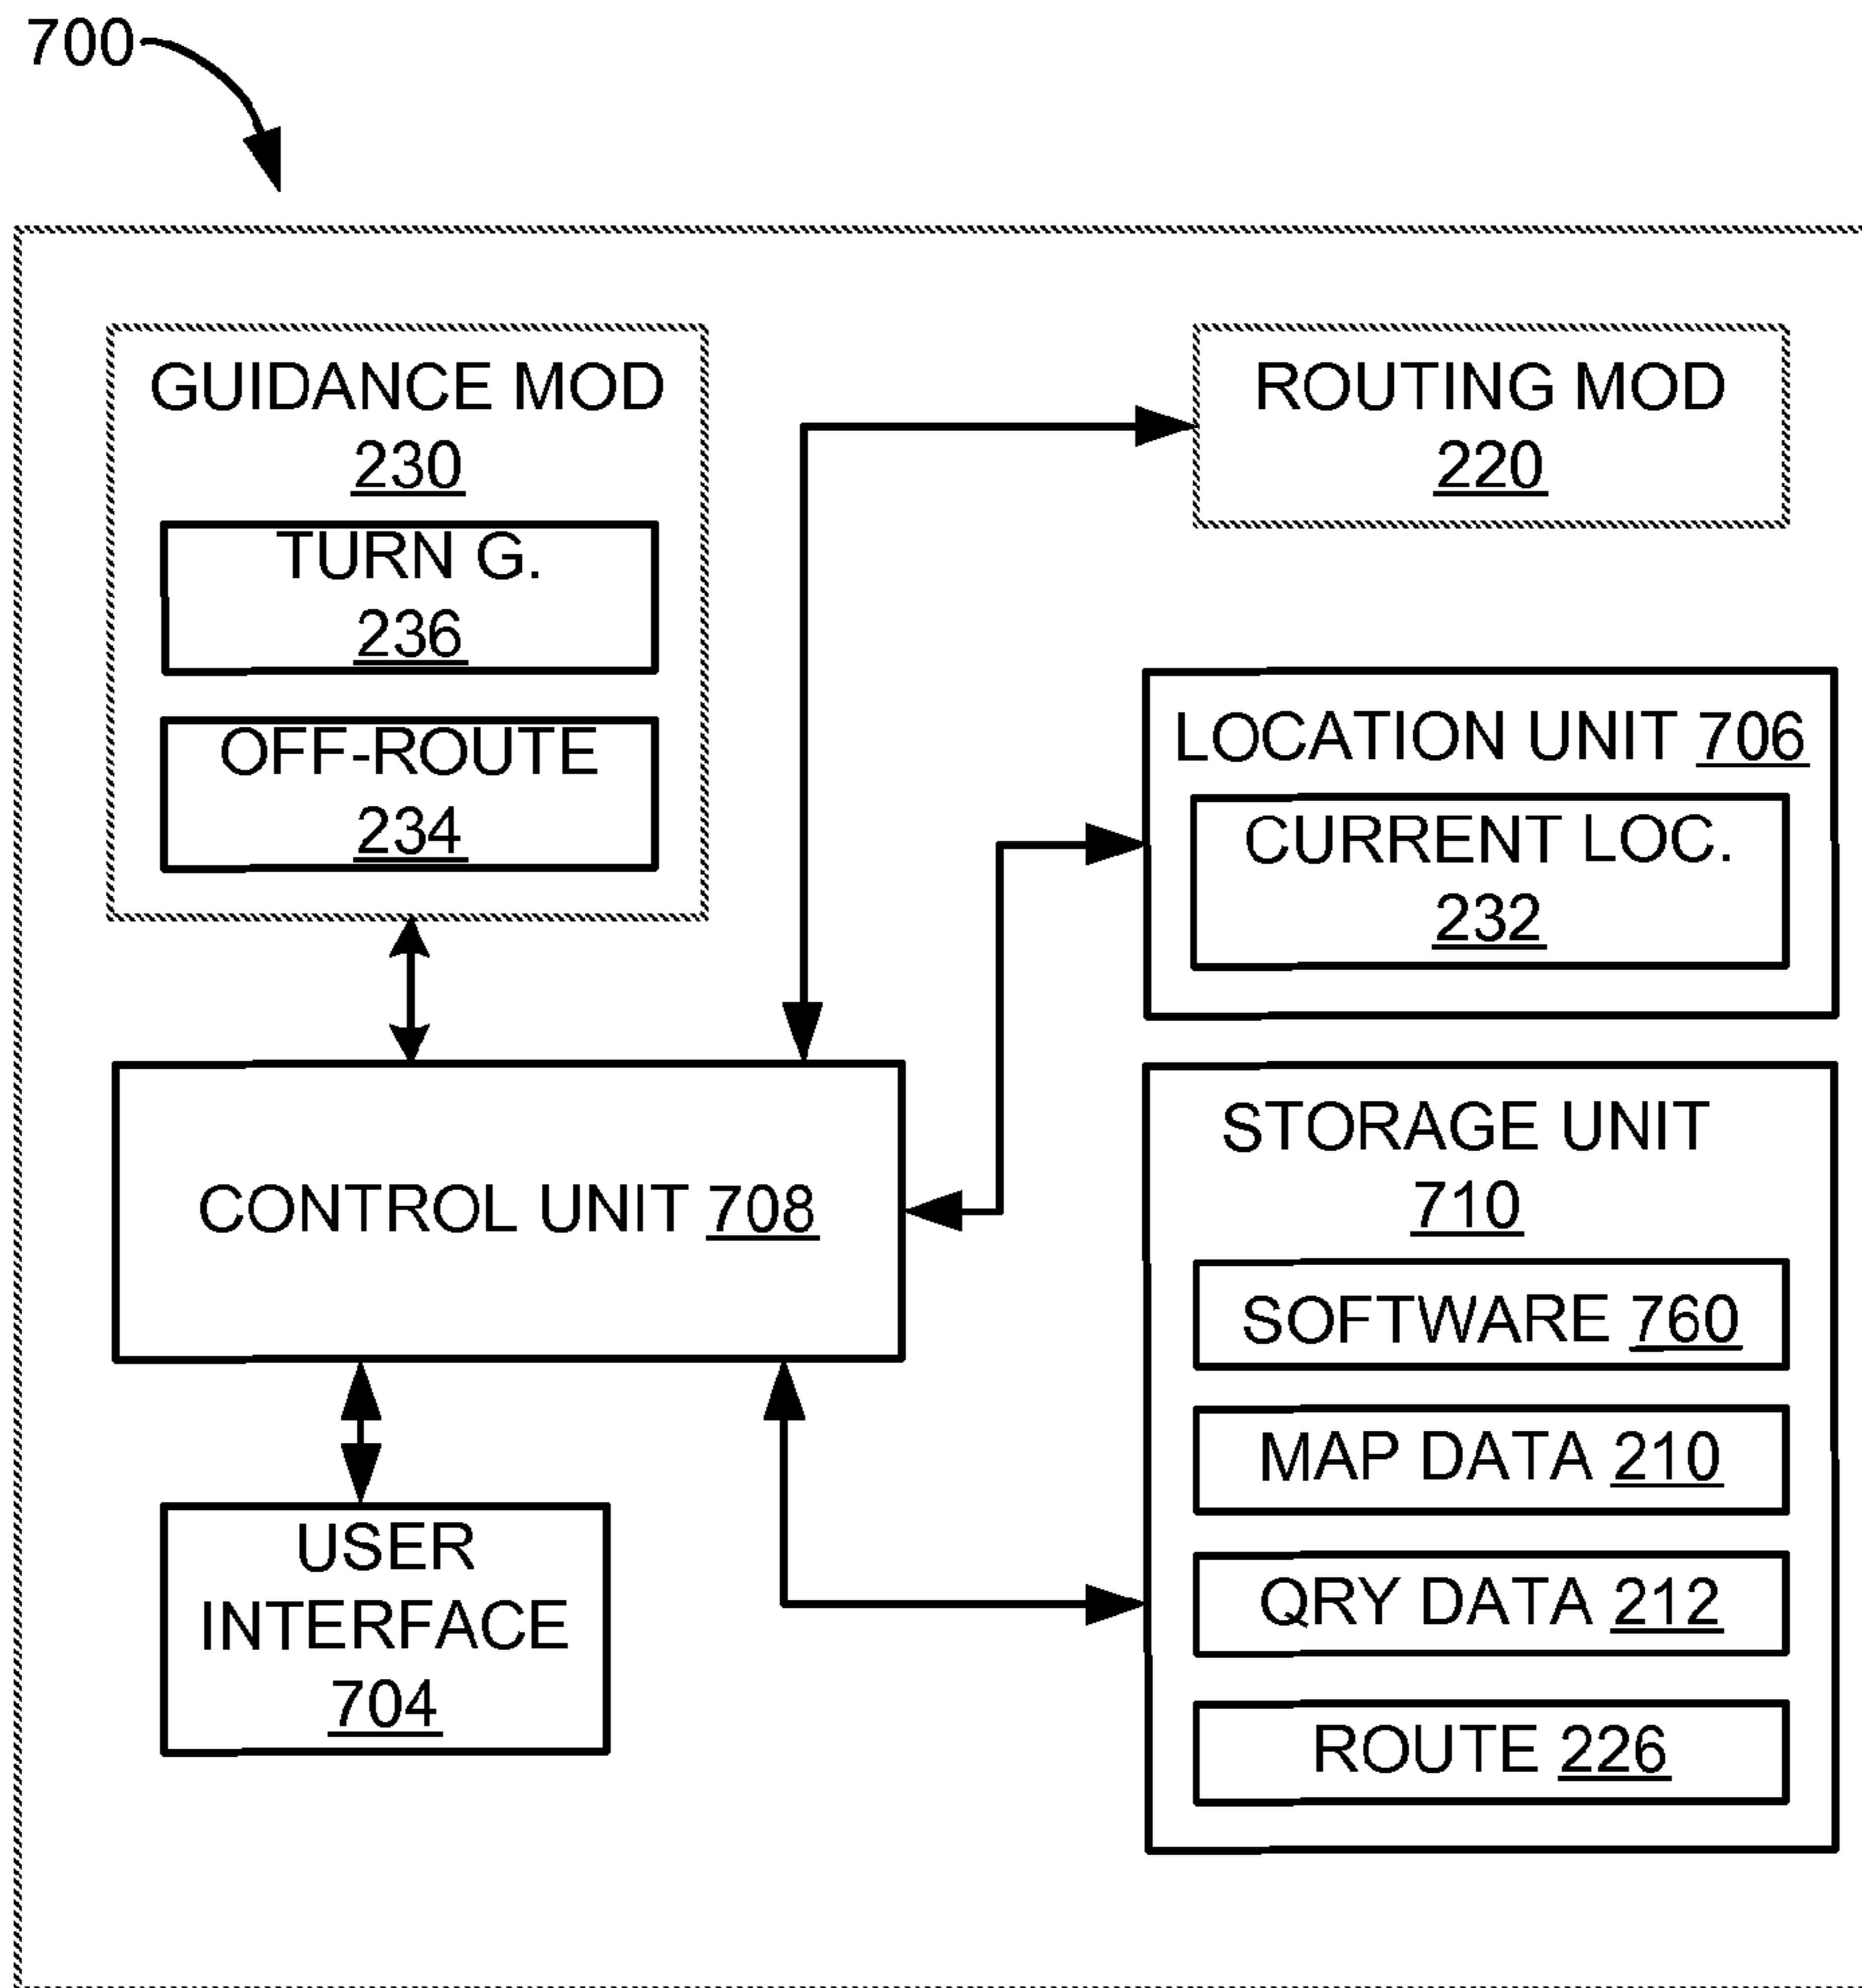 700
GUIDANCE MOD
230
TURN G.
236
OFF-ROUTE
234
ROUTING MOD
220
LOCATION UNIT 706
CURRENT LOC.
232
CONTROL UNIT 708
STORAGE UNIT
710
SOFTWARE 760
MAP DATA 210
QRY DATA 212
ROUTE 226
USER
INTERFACE
704